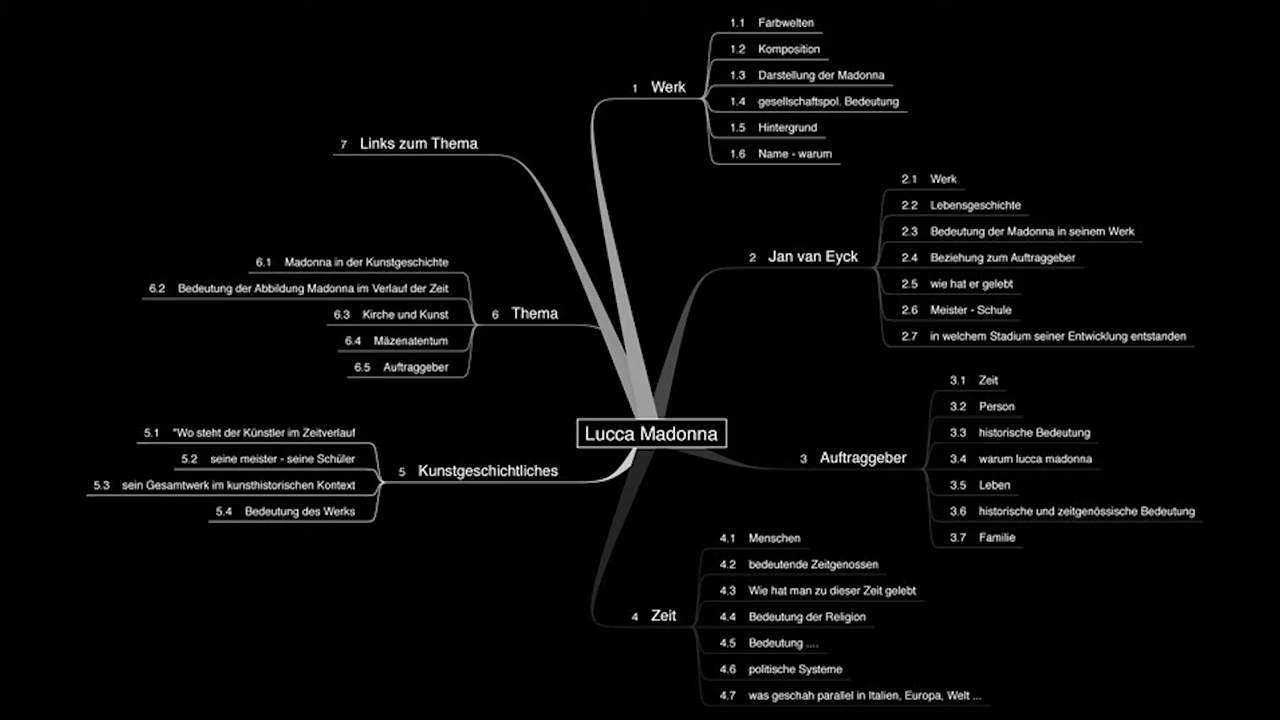 Lucca Madonna
1 Werk
1.1 Farbwelten
1.2 Komposition
1.3 Darstellung der Madonna
1.4 gesellschaftspol. Bedeutung
1.5 Hintergrund
1.6 Name - warum
2 Jan van Eyck
2.1 Werk
2.2 Lebensgeschichte
2.3 Bedeutung der Madonna in seinem Werk
2.4 Beziehung zum Auftraggeber
2.5 wie hat er gelebt
2.6 Meister - Schule
2.7 in welchem Stadium seiner Entwicklung entstanden
3 Auftraggeber
3.1 Zeit
3.2 Person
3.3 historische Bedeutung
3.4 warum lucca madonna
3.5 Leben
3.6 historische und zeitgenössische Bedeutung
3.7 Familie
4 Zeit
4.1 Menschen
4.2 bedeutende Zeitgenossen
4.3 Wie hat man zu dieser Zeit gelebt
4.4 Bedeutung der Religion
4.5 Bedeutung ....
4.6 politische Systeme
4.7 was geschah parallel in Italien, Europa, Welt ...
5 Kunstgeschichtliches
5.1 "Wo steht der Künstler im Zeitverlauf
5.2 seine meister - seine Schüler
5.3 sein Gesamtwerk im kunsthistorischen Kontext
5.4 Bedeutung des Werks
6 Thema
6.1 Madonna in der Kunstgeschichte
6.2 Bedeutung der Abbildung Madonna im Verlauf der Zeit
6.3 Kirche und Kunst
6.4 Mäzenatentum
6.5 Auftraggeber
7 Links zum Thema